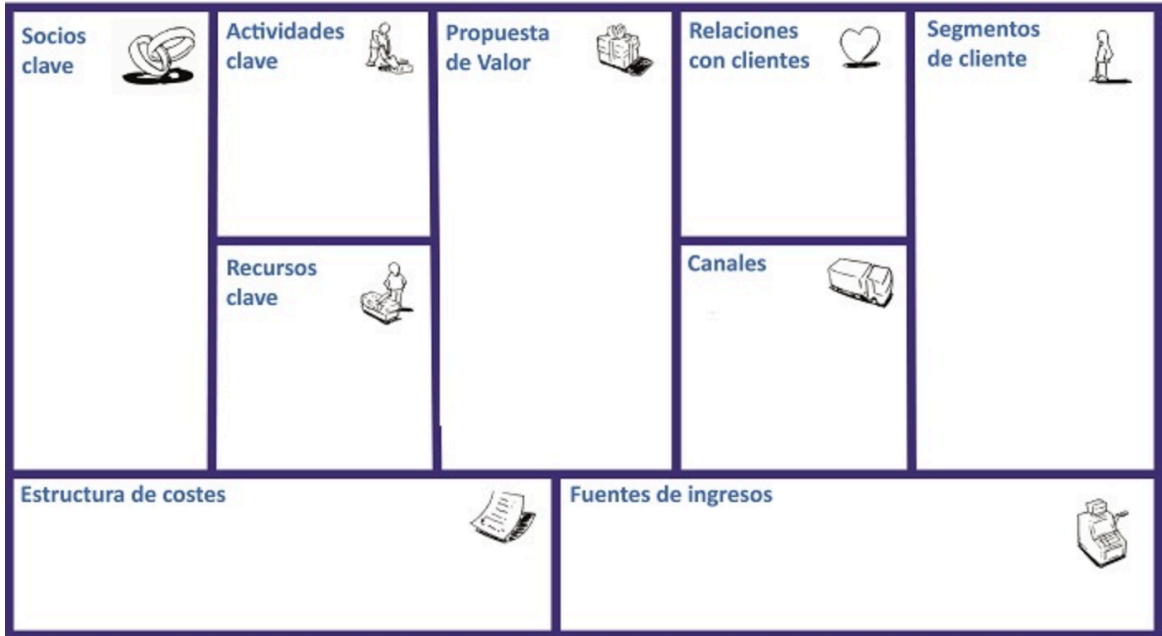 Socios
clave
Actividades
clave
Propuesta
de Valor
Relaciones
con clientes
Segmentos
de cliente
Recursos
clave
Canales
Estructura de costes
Fuentes de ingresos